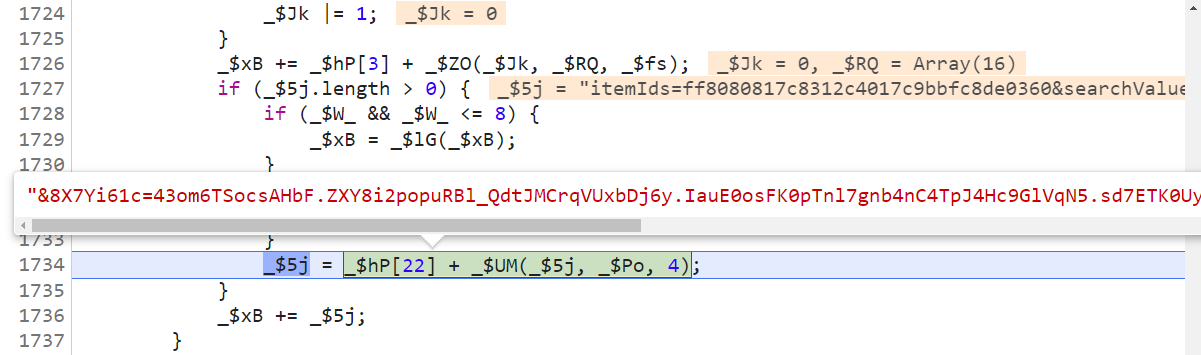 1724 _$Jk |= 1; _$Jk = 0
1725 }
1726 _$xB += _$hP[3] + _$ZO(_$Jk, _$RQ, _$fs); _$Jk = 0, _$RQ = Array(16)
1727 if (_$5j.length > 0) { _$5j = "itemIds=ff8080817c8312c4017c9bbfc8de0360&searchValue
1728 if (_$W_ && _$W_ <= 8) {
1729 _$xB = _$lG(_$xB);
1730 }
"&8X7Yi61c=43om6TSocsAHbF.ZXY8i2popuRBl_QdtJMCrqVUxbDj6y.IauE0osFK0pTnl7gnb4nC4TpJ4Hc9GlVqN5.sd7ETK0Uy
1733 }
1734 _$5j = _$hP[22] + _$UM(_$5j, _$Po, 4);
1735 }
1736 _$xB += _$5j;
1737 }